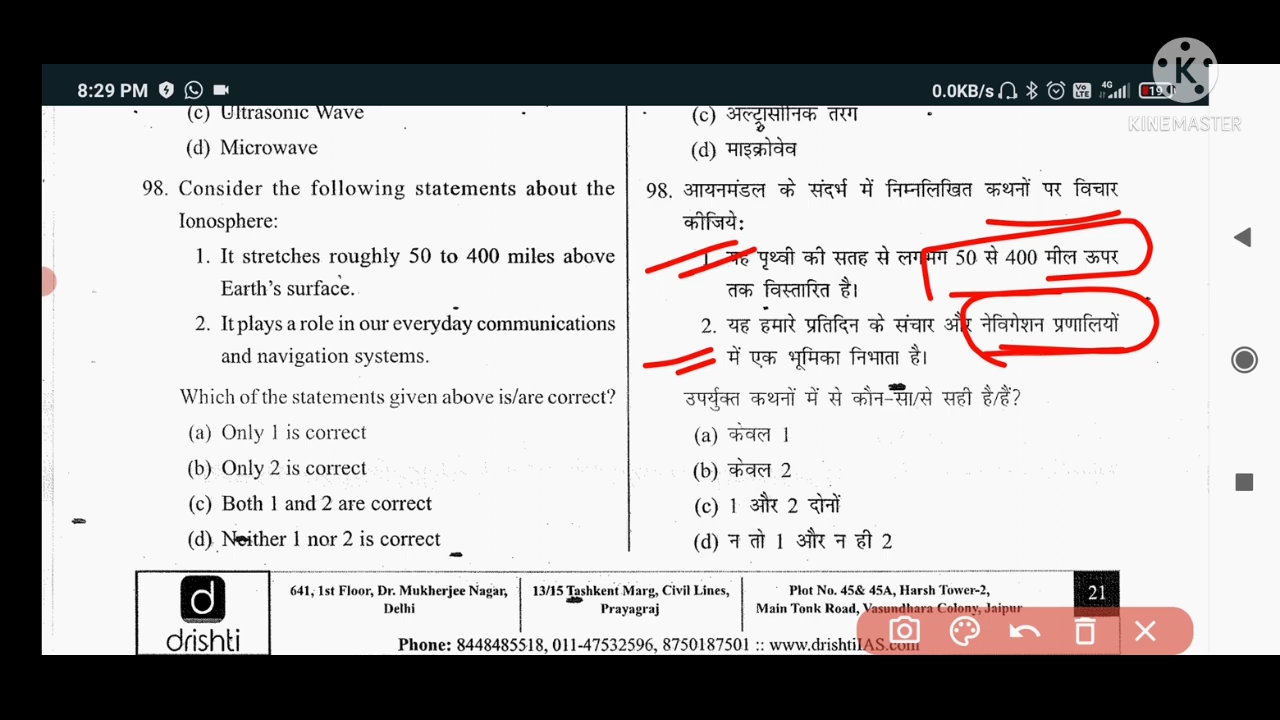 8:29 PM
0.0KB/s
Vo LTE
4G
19
K
KINEMASTER
(c) Ultrasonic Wave
(d) Microwave
98. Consider the following statements about the
Ionosphere:
1. It stretches roughly 50 to 400 miles above
Earth's surface.
2. It plays a role in our everyday communications
and navigation systems.
Which of the statements given above is/are correct?
(a) Only 1 is correct
(b) Only 2 is correct
(c) Both 1 and 2 are correct
(d) Neither 1 nor 2 is correct
(c) अल्ट्रासोनिक तरंग
(d) माइक्रोवेव
98. आयनमंडल के संदर्भ में निम्नलिखित कथनों पर विचार
कीजिये:
1. यह पृथ्वी की सतह से लगभग 50 से 400 मील ऊपर
तक विस्तारित है।
2. यह हमारे प्रतिदिन के संचार और नेविगेशन प्रणालियों
में एक भूमिका निभाता है।
उपर्युक्त कथनों में से कौन-सा/से सही है/हैं?
(a) केवल 1
(b) केवल 2
(c) 1 और 2 दोनों
(d) न तो 1 और न ही 2
d
drishti
641, 1st Floor, Dr. Mukherjee Nagar,
Delhi
13/15 Tashkent Marg, Civil Lines,
Prayagraj
Plot No. 45& 45A, Harsh Tower-2,
Main Tonk Road, Vasundhara Colony, Jaipur
21
Phone: 8448485518, 011-47532596, 8750187501 :: www.drishtiIAS.com